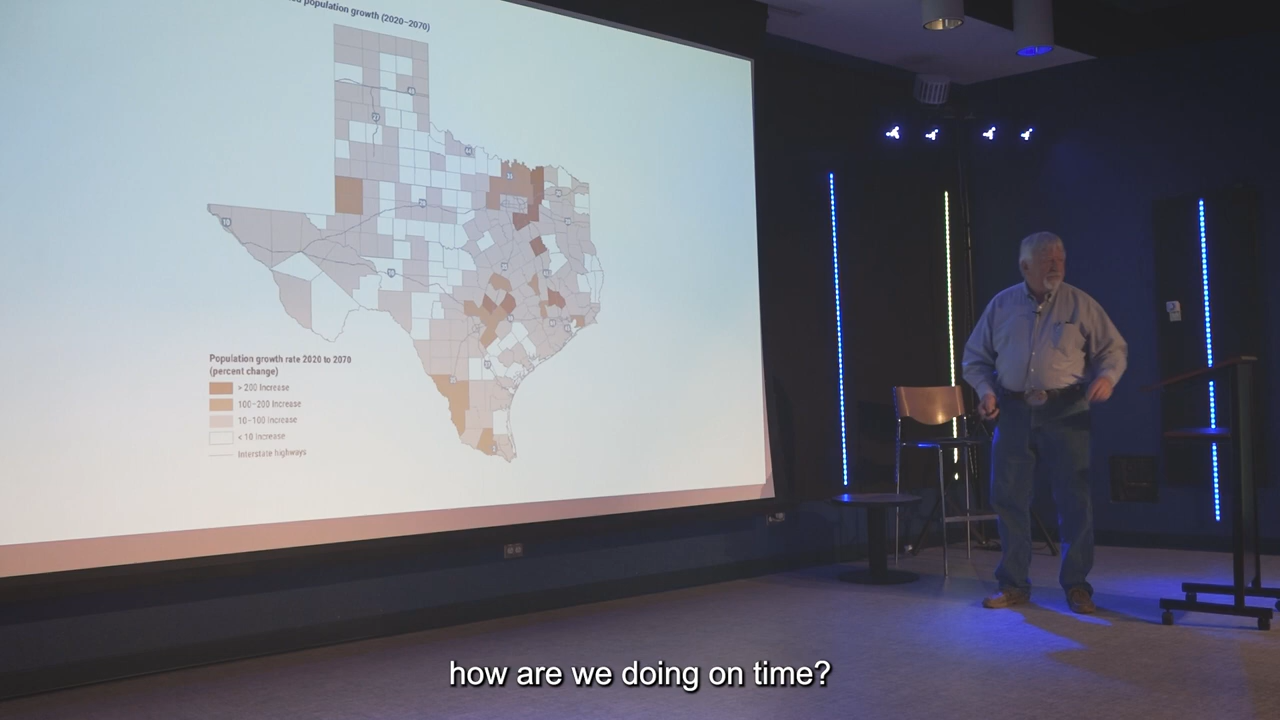 population growth (2020–2070)
Population growth rate 2020 to 2070
(percent change)
> 200 Increase
100–200 Increase
10–100 Increase
< 10 Increase
Interstate highways
how are we doing on time?